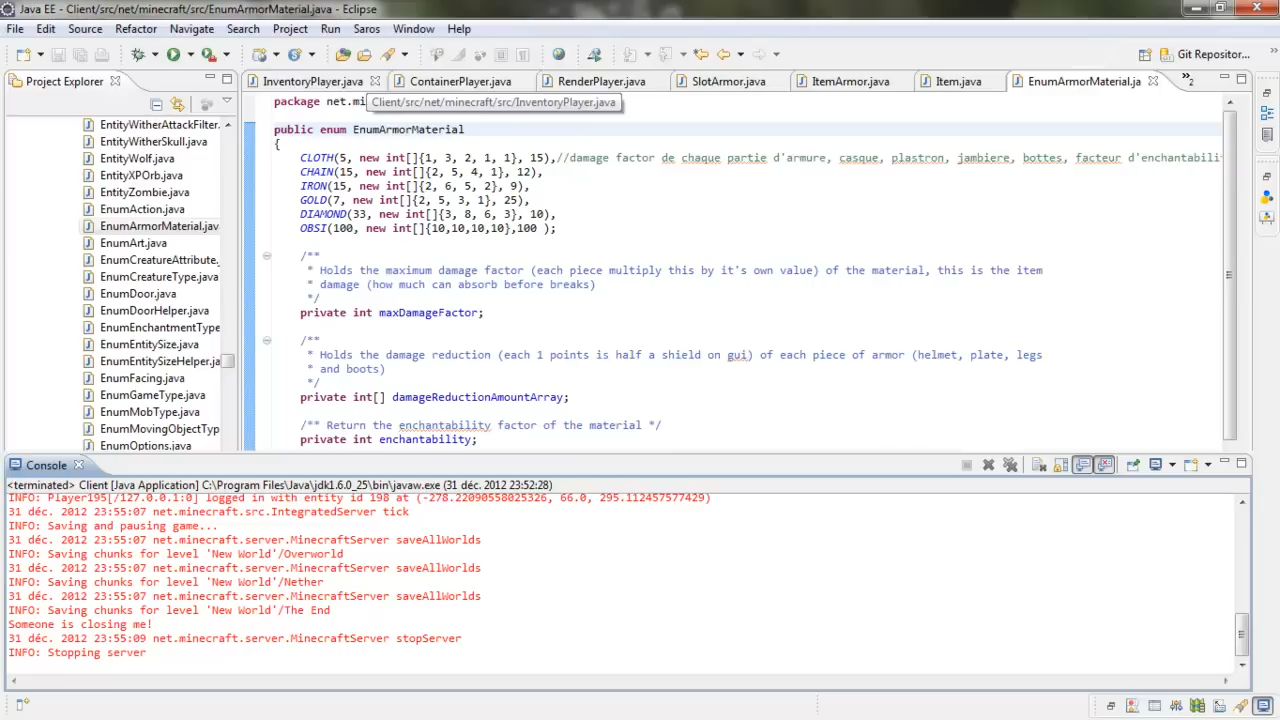 Java EE - Client/src/net/minecraft/src/EnumArmorMaterial.java - Eclipse
File Edit Source Refactor Navigate Search Project Run Saros Window Help
Git Repositor...
Project Explorer
InventoryPlayer.java ContainerPlayer.java RenderPlayer.java SlotArmor.java ItemArmor.java Item.java EnumArmorMaterial.ja »2
Client/src/net/minecraft/src/InventoryPlayer.java
EntityWitherAttackFilter.
EntityWitherSkull.java
EntityWolf.java
EntityXPOrb.java
EntityZombie.java
EnumAction.java
EnumArmorMaterial.java
EnumArt.java
EnumCreatureAttribute.
EnumCreatureType.java
EnumDoor.java
EnumDoorHelper.java
EnumEnchantmentType
EnumEntitySize.java
EnumEntitySizeHelper.ja
EnumFacing.java
EnumGameType.java
EnumMobType.java
EnumMovingObjectTyp
EnumOptions.java
package net.mi
public enum EnumArmorMaterial
{
CLOTH(5, new int[]{1, 3, 2, 1, 1}, 15),//damage factor de chaque partie d'armure, casque, plastron, jambiere, bottes, facteur d'enchantabili
CHAIN(15, new int[]{2, 5, 4, 1}, 12),
IRON(15, new int[]{2, 6, 5, 2}, 9),
GOLD(7, new int[]{2, 5, 3, 1}, 25),
DIAMOND(33, new int[]{3, 8, 6, 3}, 10),
OBSI(100, new int[]{10,10,10,10},100 );
/**
* Holds the maximum damage factor (each piece multiply this by it's own value) of the material, this is the item
* damage (how much can absorb before breaks)
*/
private int maxDamageFactor;
/**
* Holds the damage reduction (each 1 points is half a shield on gui) of each piece of armor (helmet, plate, legs
* and boots)
*/
private int[] damageReductionAmountArray;
/** Return the enchantability factor of the material */
private int enchantability;
Console
<terminated> Client [Java Application] C:\Program Files\Java\jdk1.6.0_25\bin\javaw.exe (31 déc. 2012 23:52:28)
INFO: Player195[/127.0.0.1:0] logged in with entity id 198 at (-278.22090558025326, 66.0, 295.112457577429)
31 déc. 2012 23:55:07 net.minecraft.src.IntegratedServer tick
INFO: Saving and pausing game...
31 déc. 2012 23:55:07 net.minecraft.server.MinecraftServer saveAllWorlds
INFO: Saving chunks for level 'New World'/Overworld
31 déc. 2012 23:55:07 net.minecraft.server.MinecraftServer saveAllWorlds
INFO: Saving chunks for level 'New World'/Nether
31 déc. 2012 23:55:07 net.minecraft.server.MinecraftServer saveAllWorlds
INFO: Saving chunks for level 'New World'/The End
Someone is closing me!
31 déc. 2012 23:55:09 net.minecraft.server.MinecraftServer stopServer
INFO: Stopping server